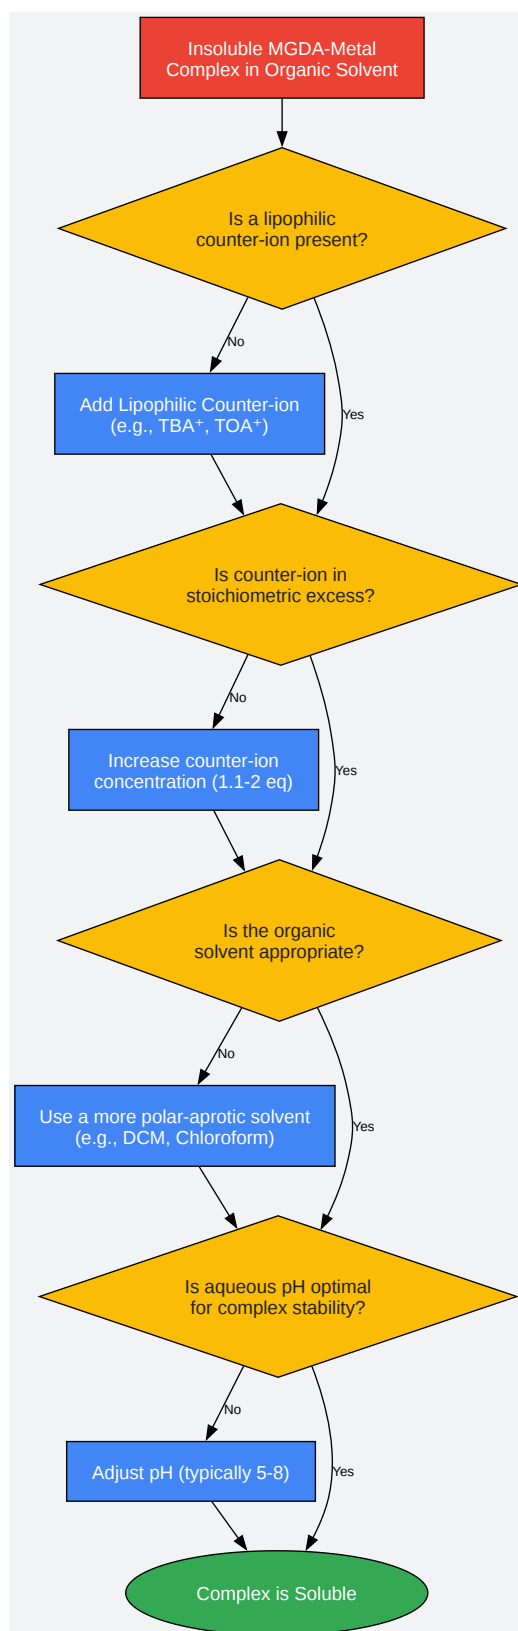 Insoluble MGDA-Metal
Complex in Organic Solvent
Is a lipophilic
counter-ion present?
No
Add Lipophilic Counter-ion
(e.g., TBA⁺, TOA⁺)
Yes
Is counter-ion in
stoichiometric excess?
No
Increase counter-ion
concentration (1.1-2 eq)
Yes
Is the organic
solvent appropriate?
No
Use a more polar-aprotic solvent
(e.g., DCM, Chloroform)
Yes
Is aqueous pH optimal
for complex stability?
No
Adjust pH (typically 5-8)
Yes
Complex is Soluble